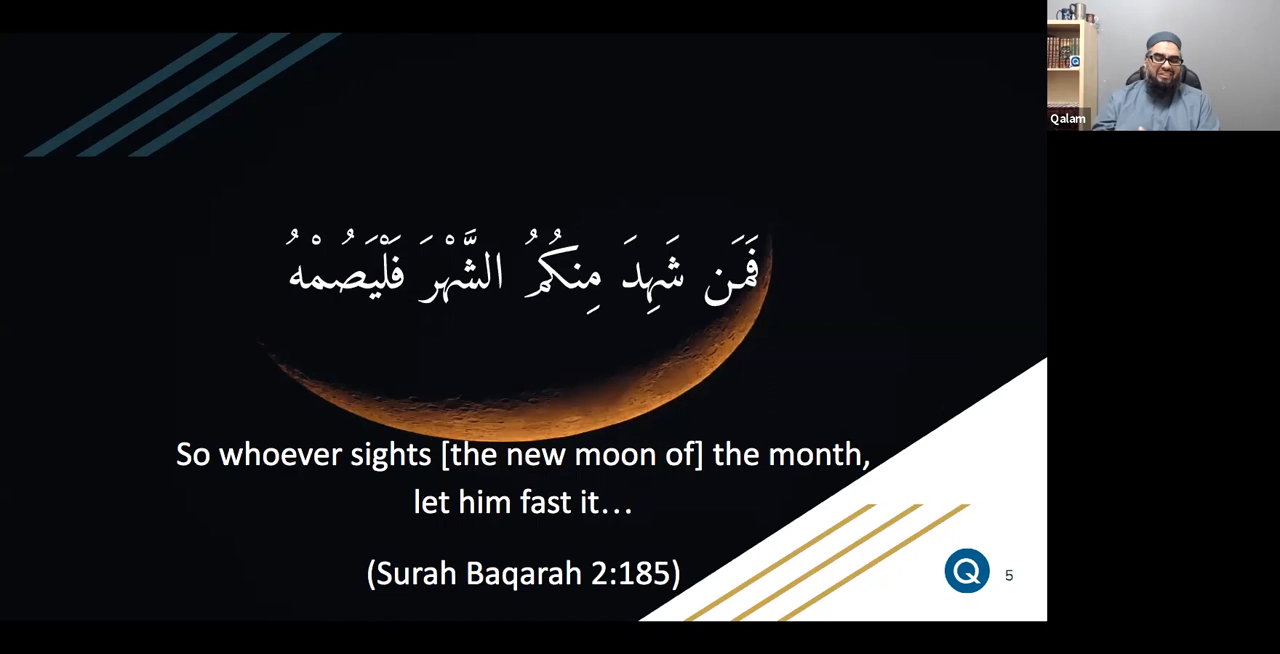 Qalam
فَمَن شَهِدَ مِنكُمُ الشَّهْرَ فَلْيَصُمْهُ
So whoever sights [the new moon of] the month,
let him fast it…
(Surah Baqarah 2:185)
Q 5